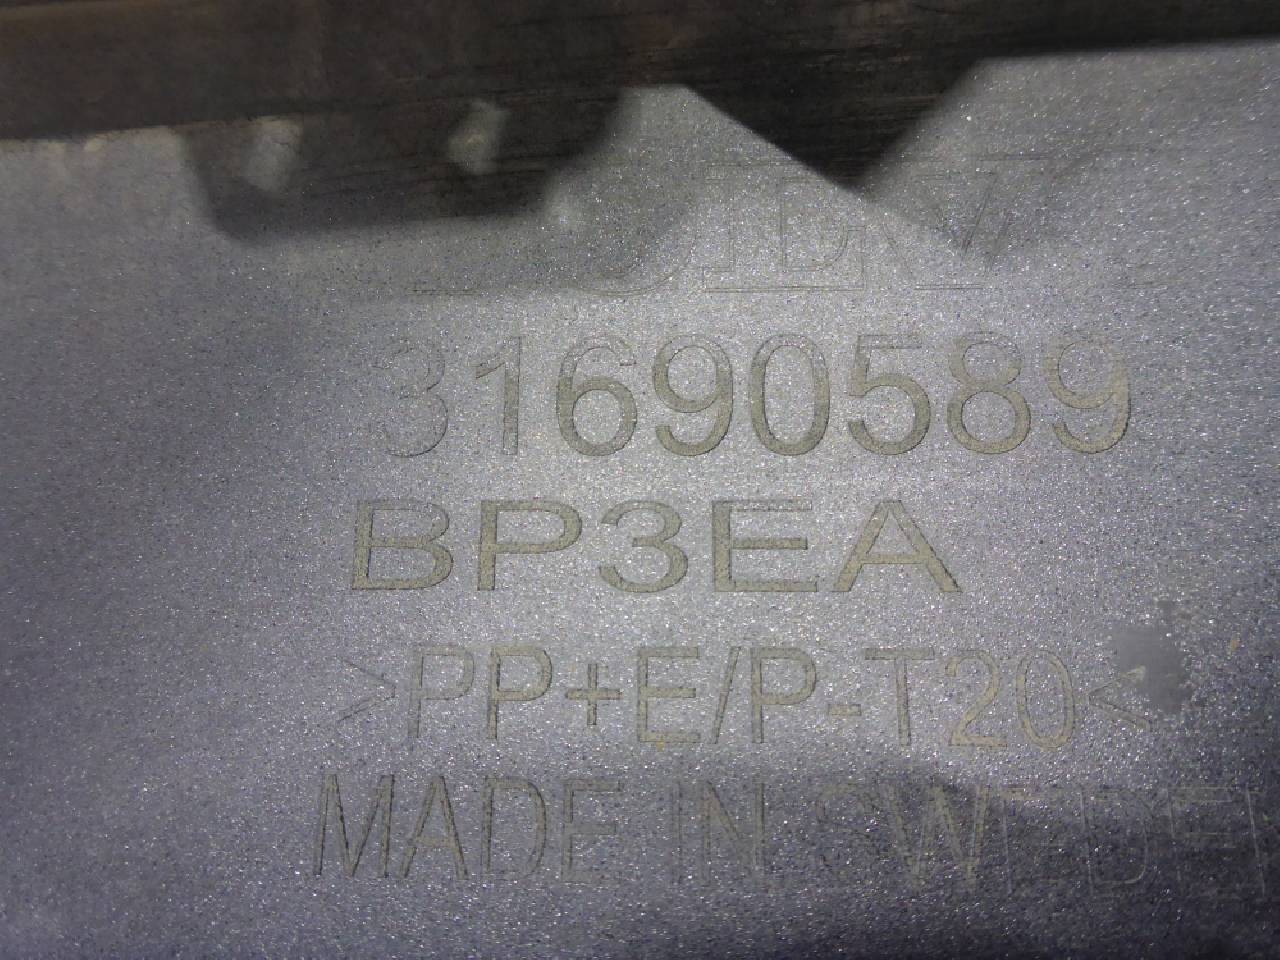 31690589
BP3EA
>PP+E/P-T20<
MADE IN SWEDEN